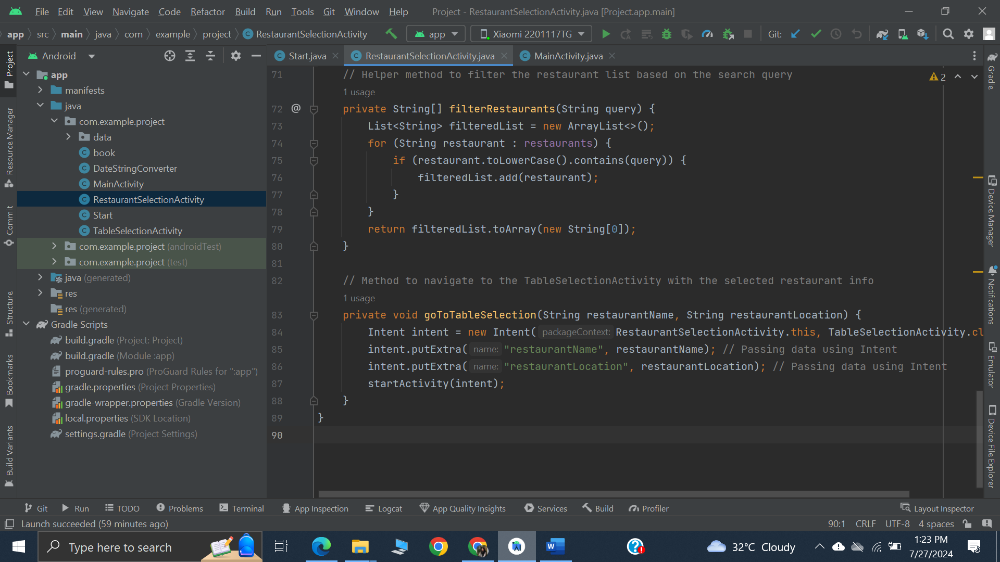 File Edit View Navigate Code Refactor Build Run Tools Git Window Help Project - RestaurantSelectionActivity.java [Project.app.main]
app src main java com example project RestaurantSelectionActivity app Xiaomi 2201117TG Git:
Project
Resource Manager
Commit
Structure
Bookmarks
Build Variants
Android
app
manifests
java
com.example.project
data
book
DateStringConverter
MainActivity
RestaurantSelectionActivity
Start
TableSelectionActivity
com.example.project (androidTest)
com.example.project (test)
java (generated)
res
res (generated)
Gradle Scripts
build.gradle (Project: Project)
build.gradle (Module :app)
proguard-rules.pro (ProGuard Rules for ":app")
gradle.properties (Project Properties)
gradle-wrapper.properties (Gradle Version)
local.properties (SDK Location)
settings.gradle (Project Settings)
Start.java RestaurantSelectionActivity.java MainActivity.java
2
71 // Helper method to filter the restaurant list based on the search query
1 usage
72 @ private String[] filterRestaurants(String query) {
73 List<String> filteredList = new ArrayList<>();
74 for (String restaurant : restaurants) {
75 if (restaurant.toLowerCase().contains(query)) {
76 filteredList.add(restaurant);
77 }
78 }
79 return filteredList.toArray(new String[0]);
80 }
81
82 // Method to navigate to the TableSelectionActivity with the selected restaurant info
1 usage
83 private void goToTableSelection(String restaurantName, String restaurantLocation) {
84 Intent intent = new Intent( packageContext: RestaurantSelectionActivity.this, TableSelectionActivity.cl
85 intent.putExtra( name: "restaurantName", restaurantName); // Passing data using Intent
86 intent.putExtra( name: "restaurantLocation", restaurantLocation); // Passing data using Intent
87 startActivity(intent);
88 }
89 }
90
Gradle
Device Manager
Notifications
Emulator
Device File Explorer
Git Run TODO Problems Terminal App Inspection Logcat App Quality Insights Services Build Profiler Layout Inspector
Launch succeeded (59 minutes ago) 90:1 CRLF UTF-8 4 spaces
Type here to search 32°C Cloudy 1:23 PM
7/27/2024